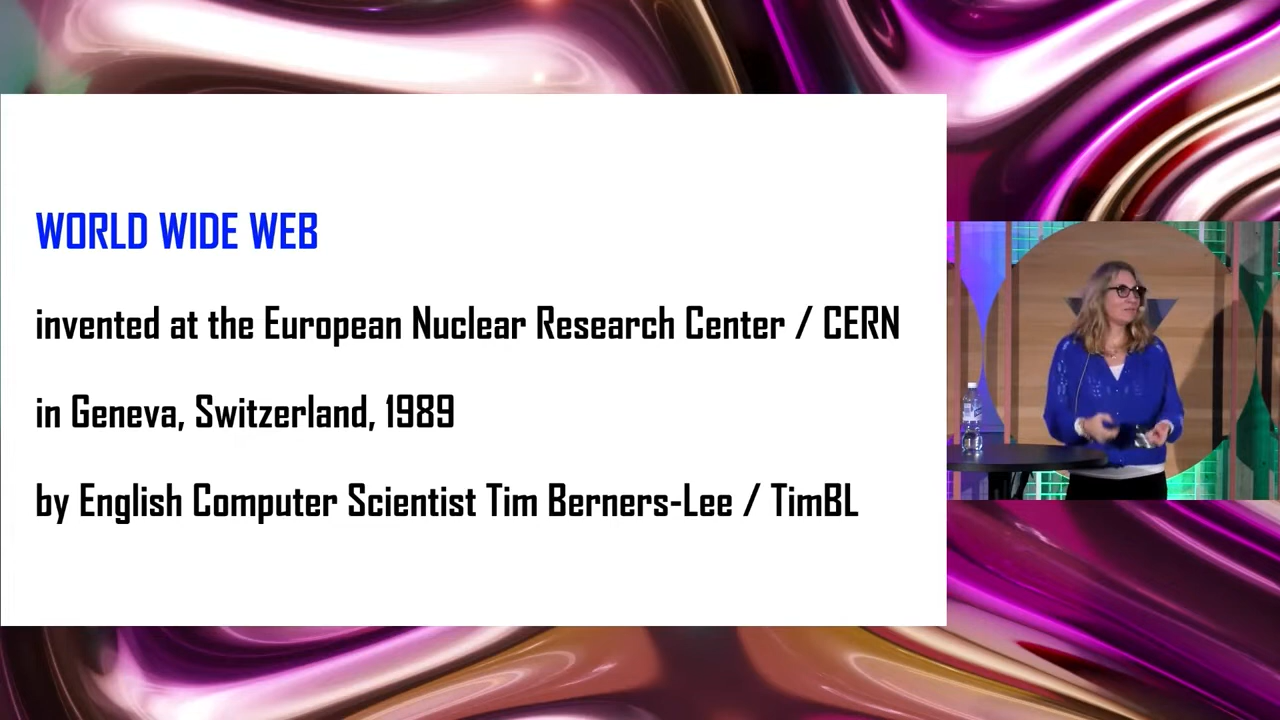 WORLD WIDE WEB
invented at the European Nuclear Research Center / CERN
in Geneva, Switzerland, 1989
by English Computer Scientist Tim Berners-Lee / TimBL